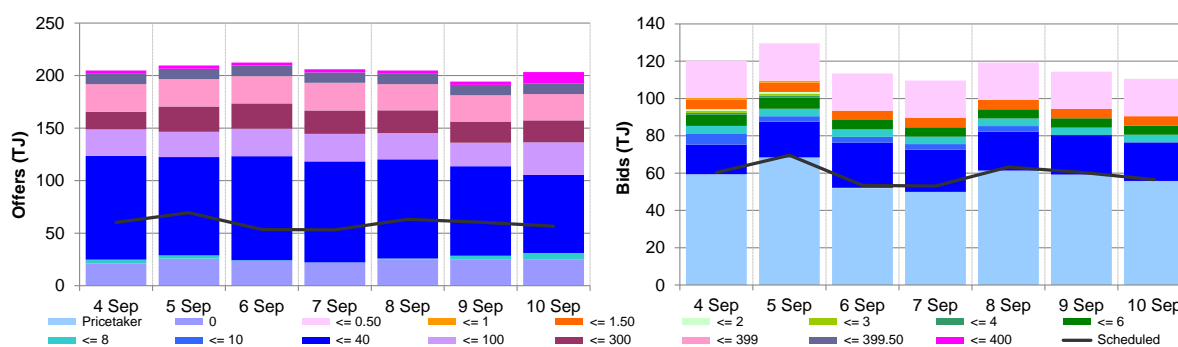 250
200
150
100
50
0
Offers (TJ)
4 Sep 5 Sep 6 Sep 7 Sep 8 Sep 9 Sep 10 Sep
140
120
100
80
60
40
20
0
Bids (TJ)
4 Sep 5 Sep 6 Sep 7 Sep 8 Sep 9 Sep 10 Sep
Pricetaker 0 <= 0.50 <= 1 <= 1.50 <= 2 <= 3 <= 4 <= 6
<= 8 <= 10 <= 40 <= 100 <= 300 <= 399 <= 399.50 <= 400 Scheduled